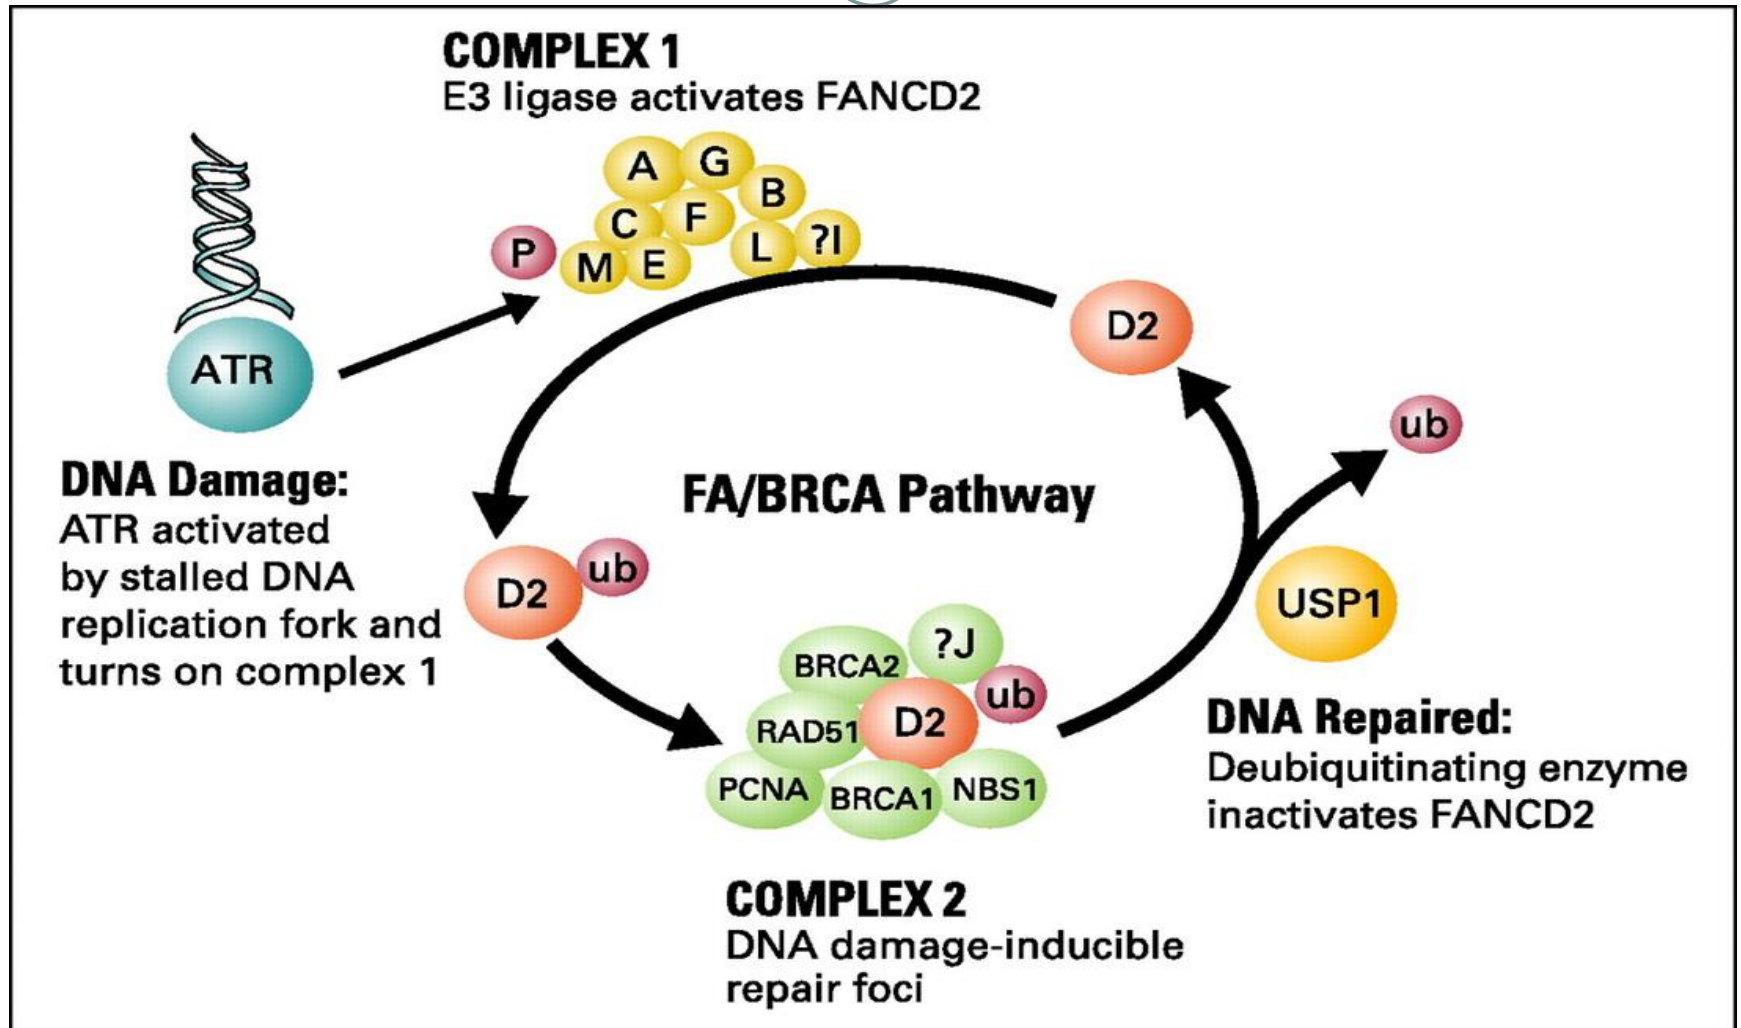 COMPLEX 1
E3 ligase activates FANCD2
A
G
B
C
F
L
?I
P
M
E
D2
ATR
ub
DNA Damage:
ATR activated
by stalled DNA
replication fork and
turns on complex 1
FA/BRCA Pathway
D2
ub
USP1
BRCA2
?J
ub
RAD51
D2
PCNA
BRCA1
NBS1
DNA Repaired:
Deubiquitinating enzyme
inactivates FANCD2
COMPLEX 2
DNA damage-inducible
repair foci